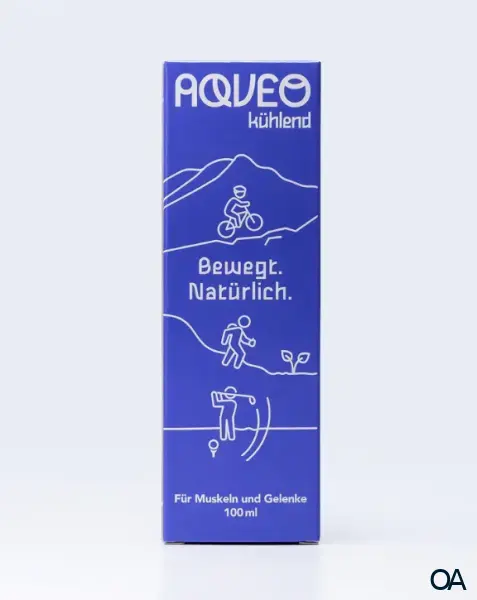 AQVEO
kühlend
Bewegt.
Natürlich.
Für Muskeln und Gelenke
100 ml
OA